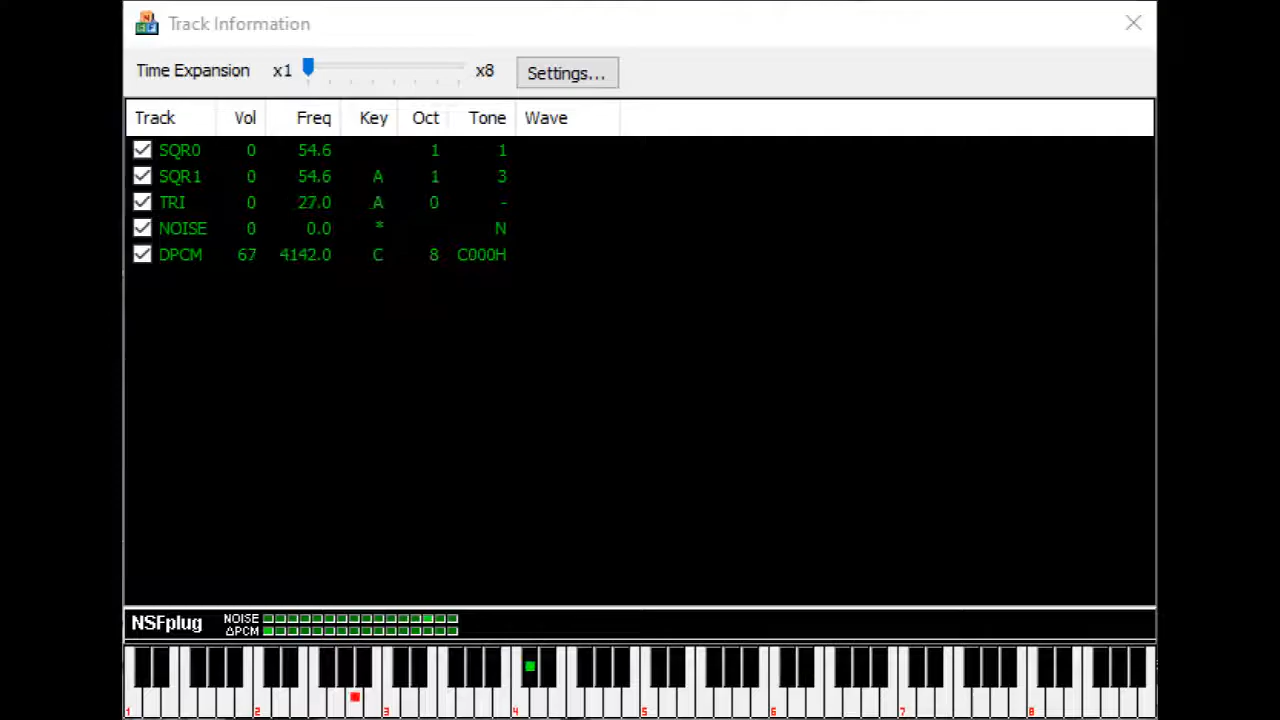 Track Information
Time Expansion x1 x8 Settings...
Track Vol Freq Key Oct Tone Wave
SQR0 0 54.6 1 1
SQR1 0 54.6 A 1 3
TRI 0 27.0 A 0 -
NOISE 0 0.0 * N
DPCM 67 4142.0 C 8 C000H
NSFplug NOISE
ΔPCM
1 2 3 4 5 6 7 8